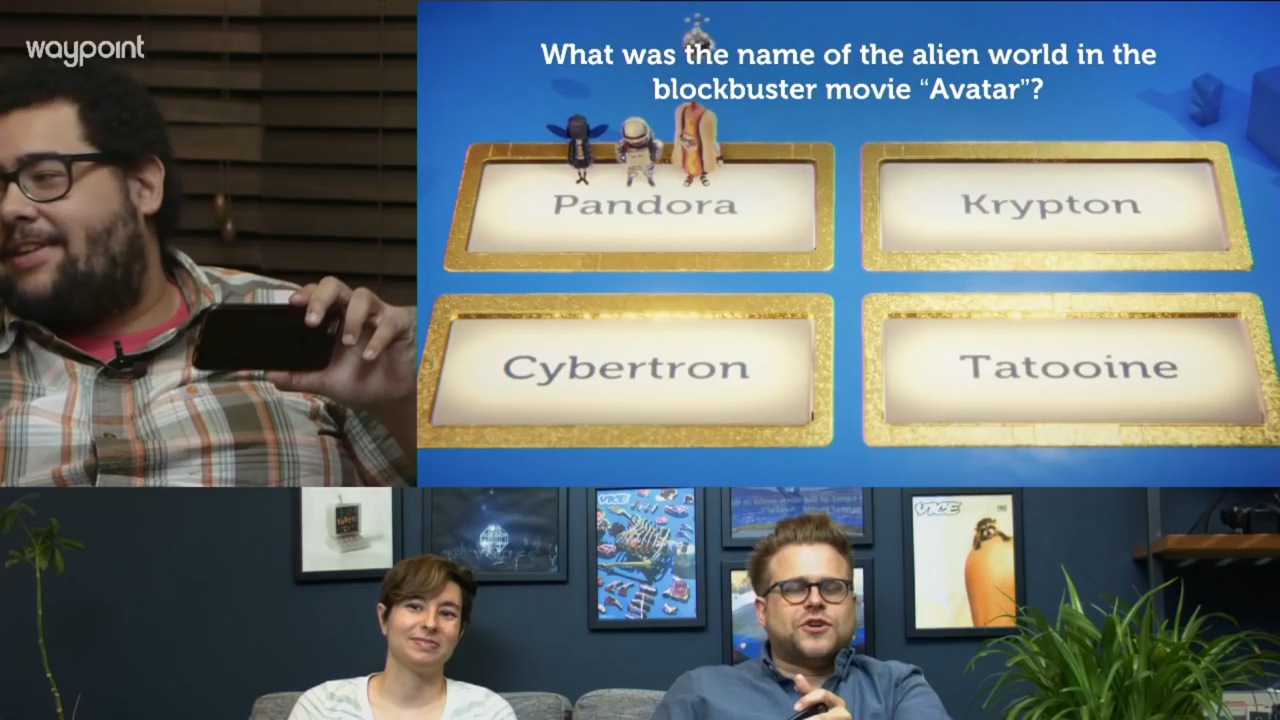 waypoint
What was the name of the alien world in the
blockbuster movie “Avatar”?
Pandora
Krypton
Cybertron
Tatooine
VICE
VICE